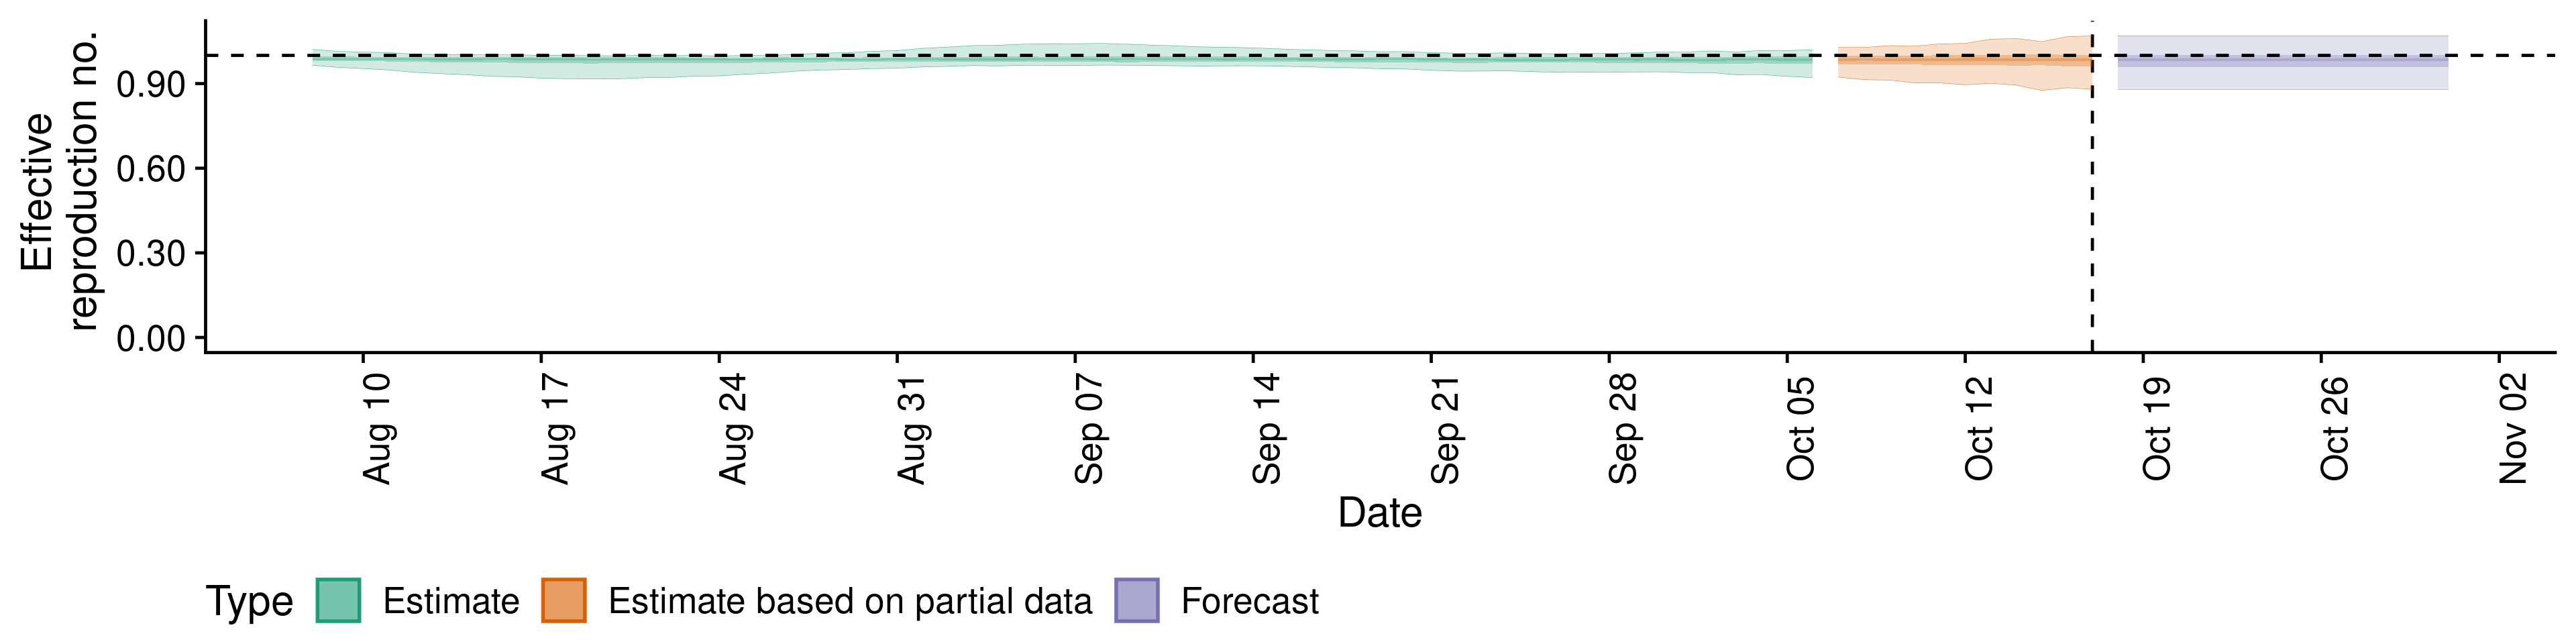 Effective
reproduction no.
0.90
0.60
0.30
0.00
Aug 10
Aug 17
Aug 24
Aug 31
Sep 07
Sep 14
Sep 21
Sep 28
Oct 05
Oct 12
Oct 19
Oct 26
Nov 02
Date
Type Estimate Estimate based on partial data Forecast